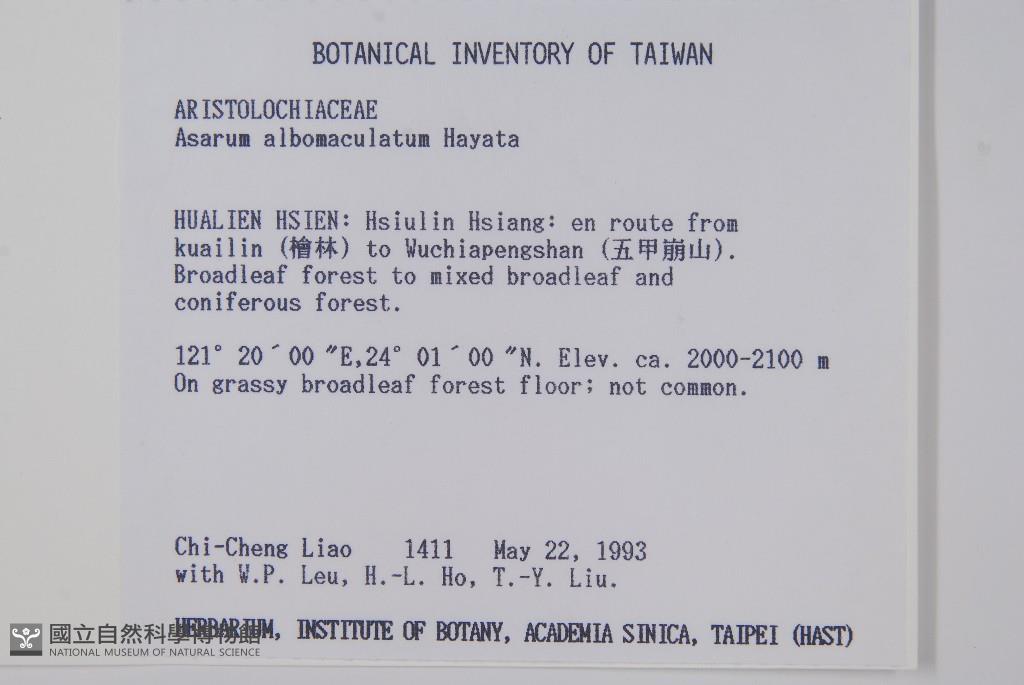 BOTANICAL INVENTORY OF TAIWAN
ARISTOLOCHIACEAE
Asarum albomaculatum Hayata
HUALIEN HSIEN: Hsiulin Hsiang: en route from
kuailin (檜林) to Wuchiapengshan (五甲崩山).
Broadleaf forest to mixed broadleaf and
coniferous forest.
121° 20´00 ″E,24° 01´00 ″N. Elev. ca. 2000-2100 m
On grassy broadleaf forest floor; not common.
Chi-Cheng Liao 1411 May 22, 1993
with W.P. Leu, H.-L. Ho, T.-Y. Liu.
HERBARIUM, INSTITUTE OF BOTANY, ACADEMIA SINICA, TAIPEI (HAST)
國立自然科學博物館
NATIONAL MUSEUM OF NATURAL SCIENCE